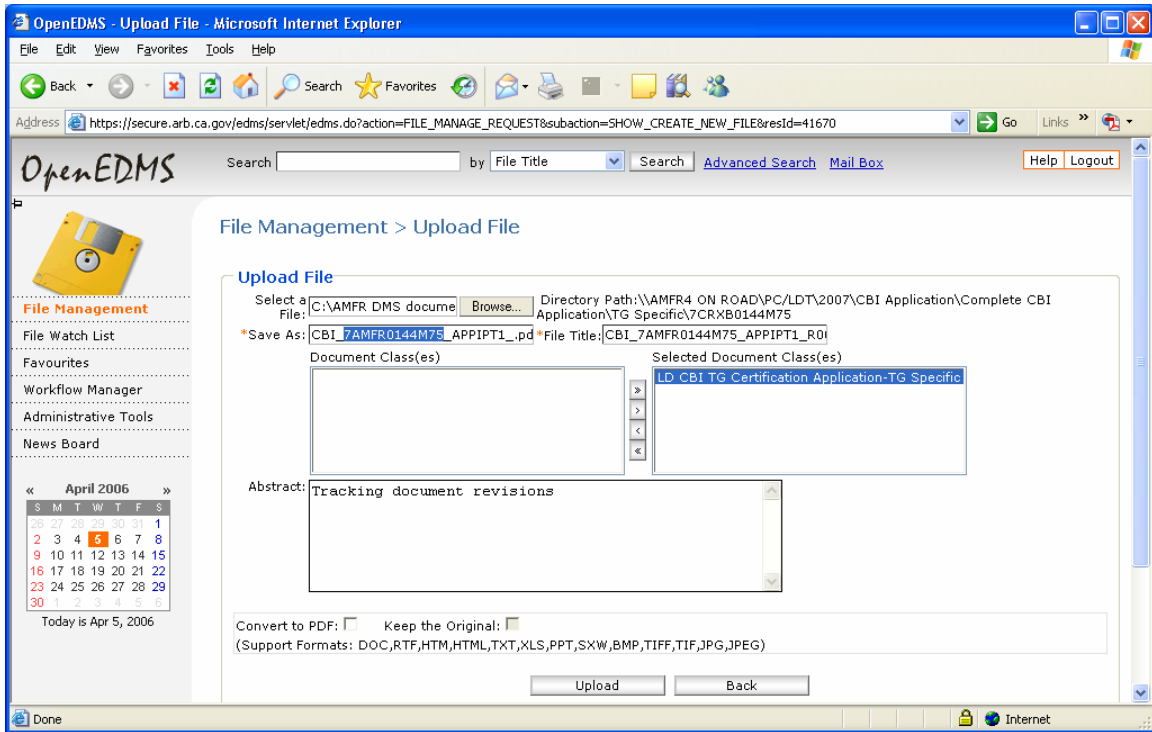 OpenEDMS - Upload File - Microsoft Internet Explorer
File Edit View Favorites Tools Help
Back Search Favorites
Address https://secure.arb.ca.gov/edms/servlet/edms.do?action=FILE_MANAGE_REQUEST&subaction=SHOW_CREATE_NEW_FILE&resId=41670 Go Links »
OpenEDMS Search by File Title Search Advanced Search Mail Box Help Logout
File Management > Upload File
Upload File
Select a File: C:\AMFR DMS docume Browse... Directory Path:\\AMFR4 ON ROAD\PC/LDT\2007\CBI Application\Complete CBI
Application\TG Specific\7CRXB0144M75
*Save As: CBI_7AMFR0144M75_APPIPT1_.pd *File Title: CBI_7AMFR0144M75_APPIPT1_R0
Document Class(es) Selected Document Class(es)
LD CBI TG Certification Application-TG Specific
»
>
<
«
Abstract: Tracking document revisions
Convert to PDF: Keep the Original:
(Support Formats: DOC,RTF,HTM,HTML,TXT,XLS,PPT,SXW,BMP,TIFF,TIF,JPG,JPEG)
Upload Back
File Management
File Watch List
Favourites
Workflow Manager
Administrative Tools
News Board
« April 2006 »
S M T W T F S
26 27 28 29 30 31 1
2 3 4 5 6 7 8
9 10 11 12 13 14 15
16 17 18 19 20 21 22
23 24 25 26 27 28 29
30 1 2 3 4 5 6
Today is Apr 5, 2006
Done Internet